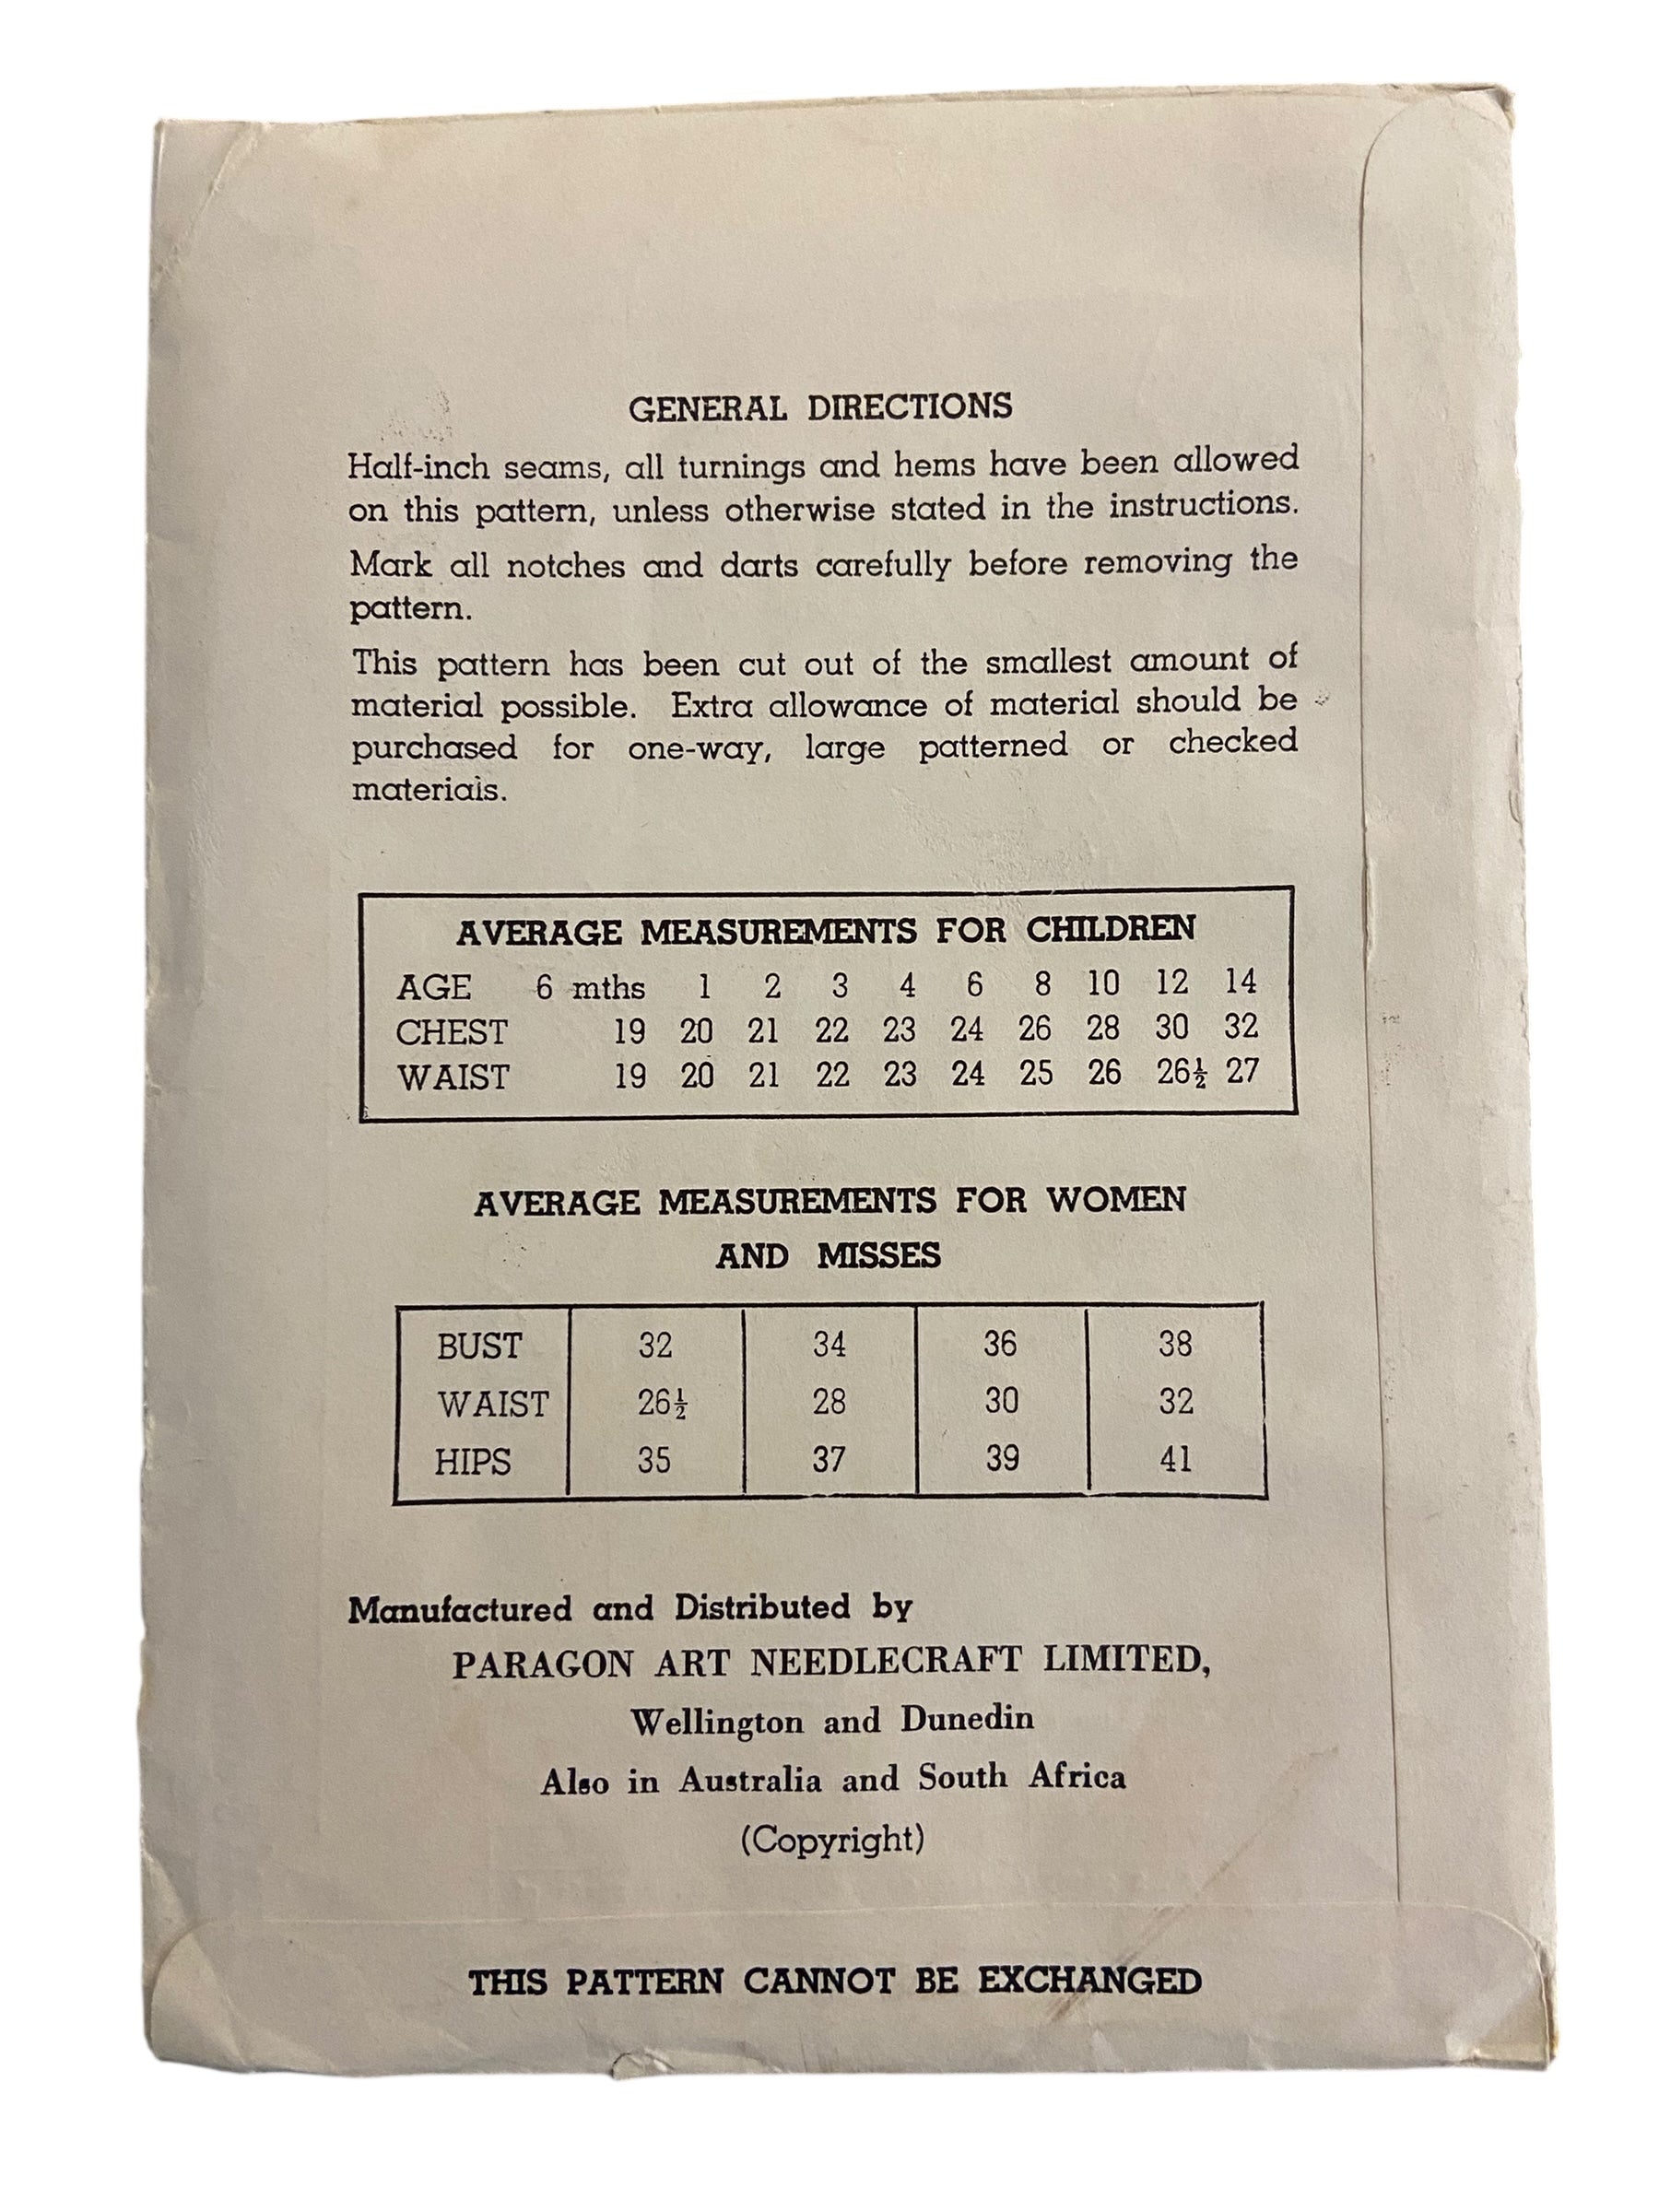 GENERAL DIRECTIONS
Half-inch seams, all turnings and hems have been allowed
on this pattern, unless otherwise stated in the instructions.
Mark all notches and darts carefully before removing the
pattern.
This pattern has been cut out of the smallest amount of
material possible. Extra allowance of material should be
purchased for one-way, large patterned or checked
materials.
AVERAGE MEASUREMENTS FOR CHILDREN
AGE 6 mths 1 2 3 4 6 8 10 12 14
CHEST 19 20 21 22 23 24 26 28 30 32
WAIST 19 20 21 22 23 24 25 26 26½ 27
AVERAGE MEASUREMENTS FOR WOMEN
AND MISSES
BUST 32 34 36 38
WAIST 26½ 28 30 32
HIPS 35 37 39 41
Manufactured and Distributed by
PARAGON ART NEEDLECRAFT LIMITED,
Wellington and Dunedin
Also in Australia and South Africa
(Copyright)
THIS PATTERN CANNOT BE EXCHANGED